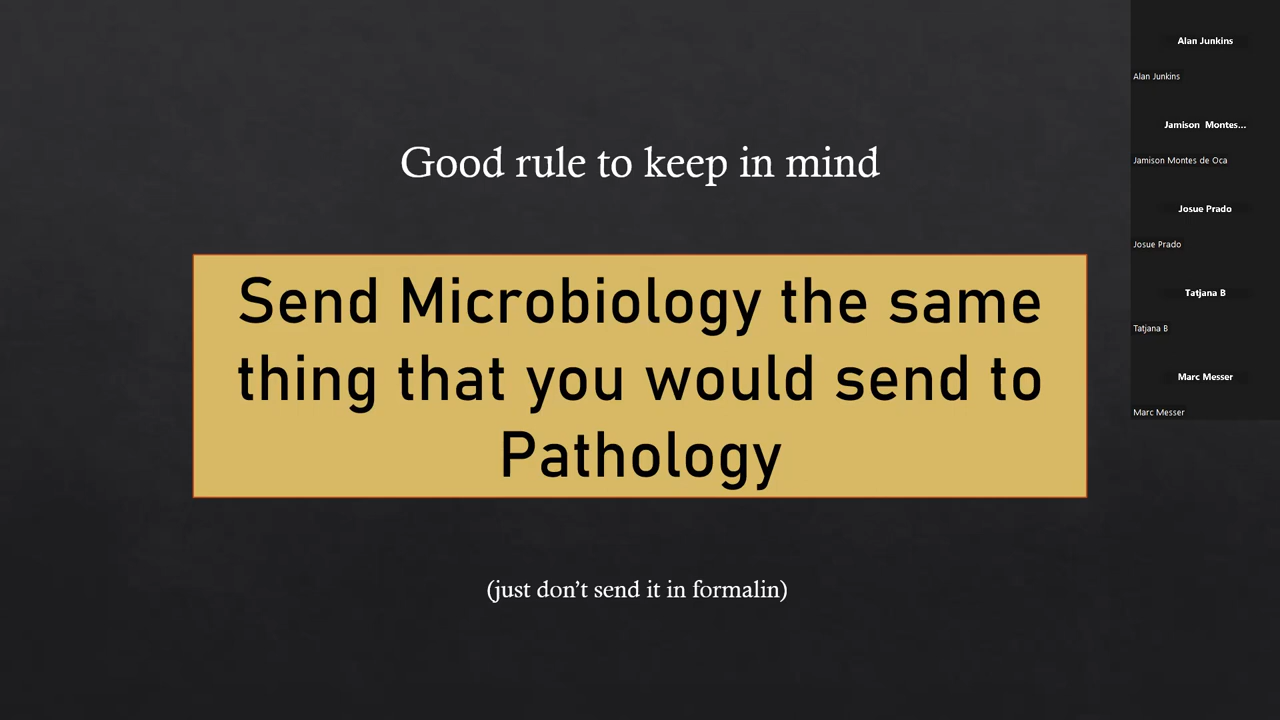 Good rule to keep in mind
Send Microbiology the same
thing that you would send to
Pathology
(just don’t send it in formalin)
Alan Junkins
Alan Junkins
Jamison Montes...
Jamison Montes de Oca
Josue Prado
Josue Prado
Tatjana B
Tatjana B
Marc Messer
Marc Messer